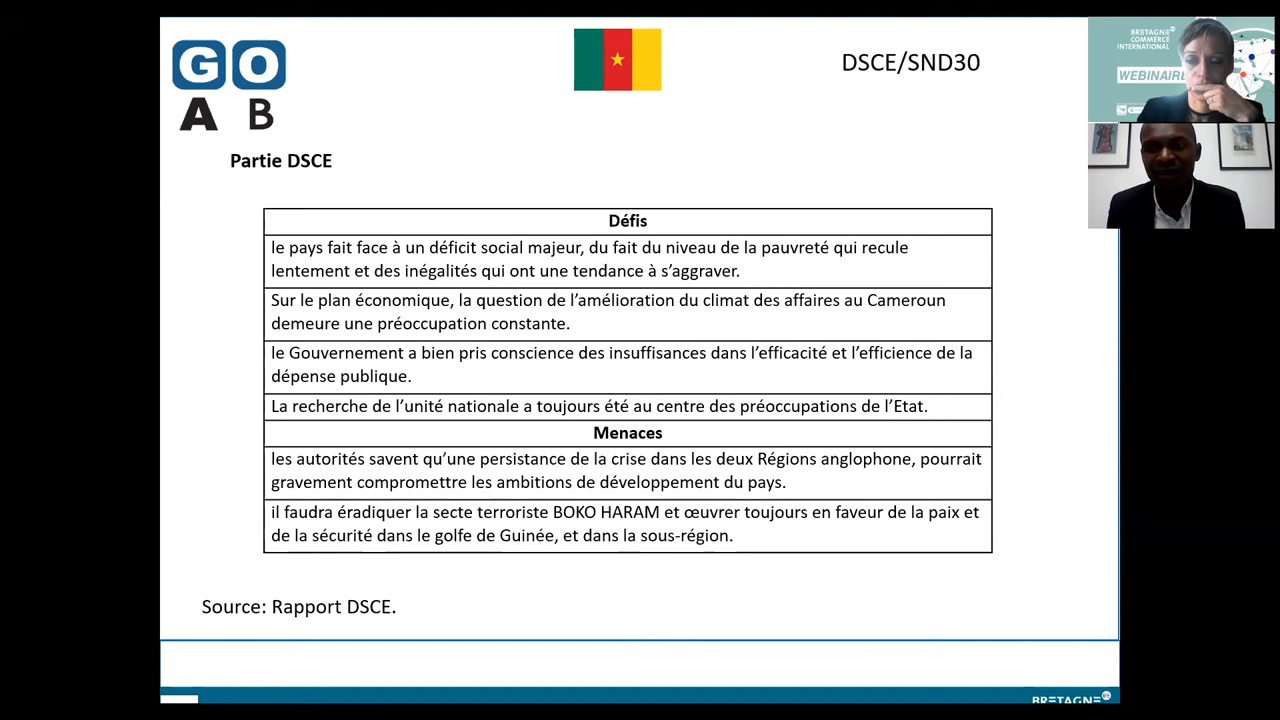 GO
A B
DSCE/SND30
BRETAGNE
COMMERCE
INTERNATIONAL
WEBINAIRE
Partie DSCE
Défis
le pays fait face à un déficit social majeur, du fait du niveau de la pauvreté qui recule
lentement et des inégalités qui ont une tendance à s’aggraver.
Sur le plan économique, la question de l’amélioration du climat des affaires au Cameroun
demeure une préoccupation constante.
le Gouvernement a bien pris conscience des insuffisances dans l’efficacité et l’efficience de la
dépense publique.
La recherche de l’unité nationale a toujours été au centre des préoccupations de l’Etat.
Menaces
les autorités savent qu’une persistance de la crise dans les deux Régions anglophone, pourrait
gravement compromettre les ambitions de développement du pays.
il faudra éradiquer la secte terroriste BOKO HARAM et œuvrer toujours en faveur de la paix et
de la sécurité dans le golfe de Guinée, et dans la sous-région.
Source: Rapport DSCE.
BRETAGNE